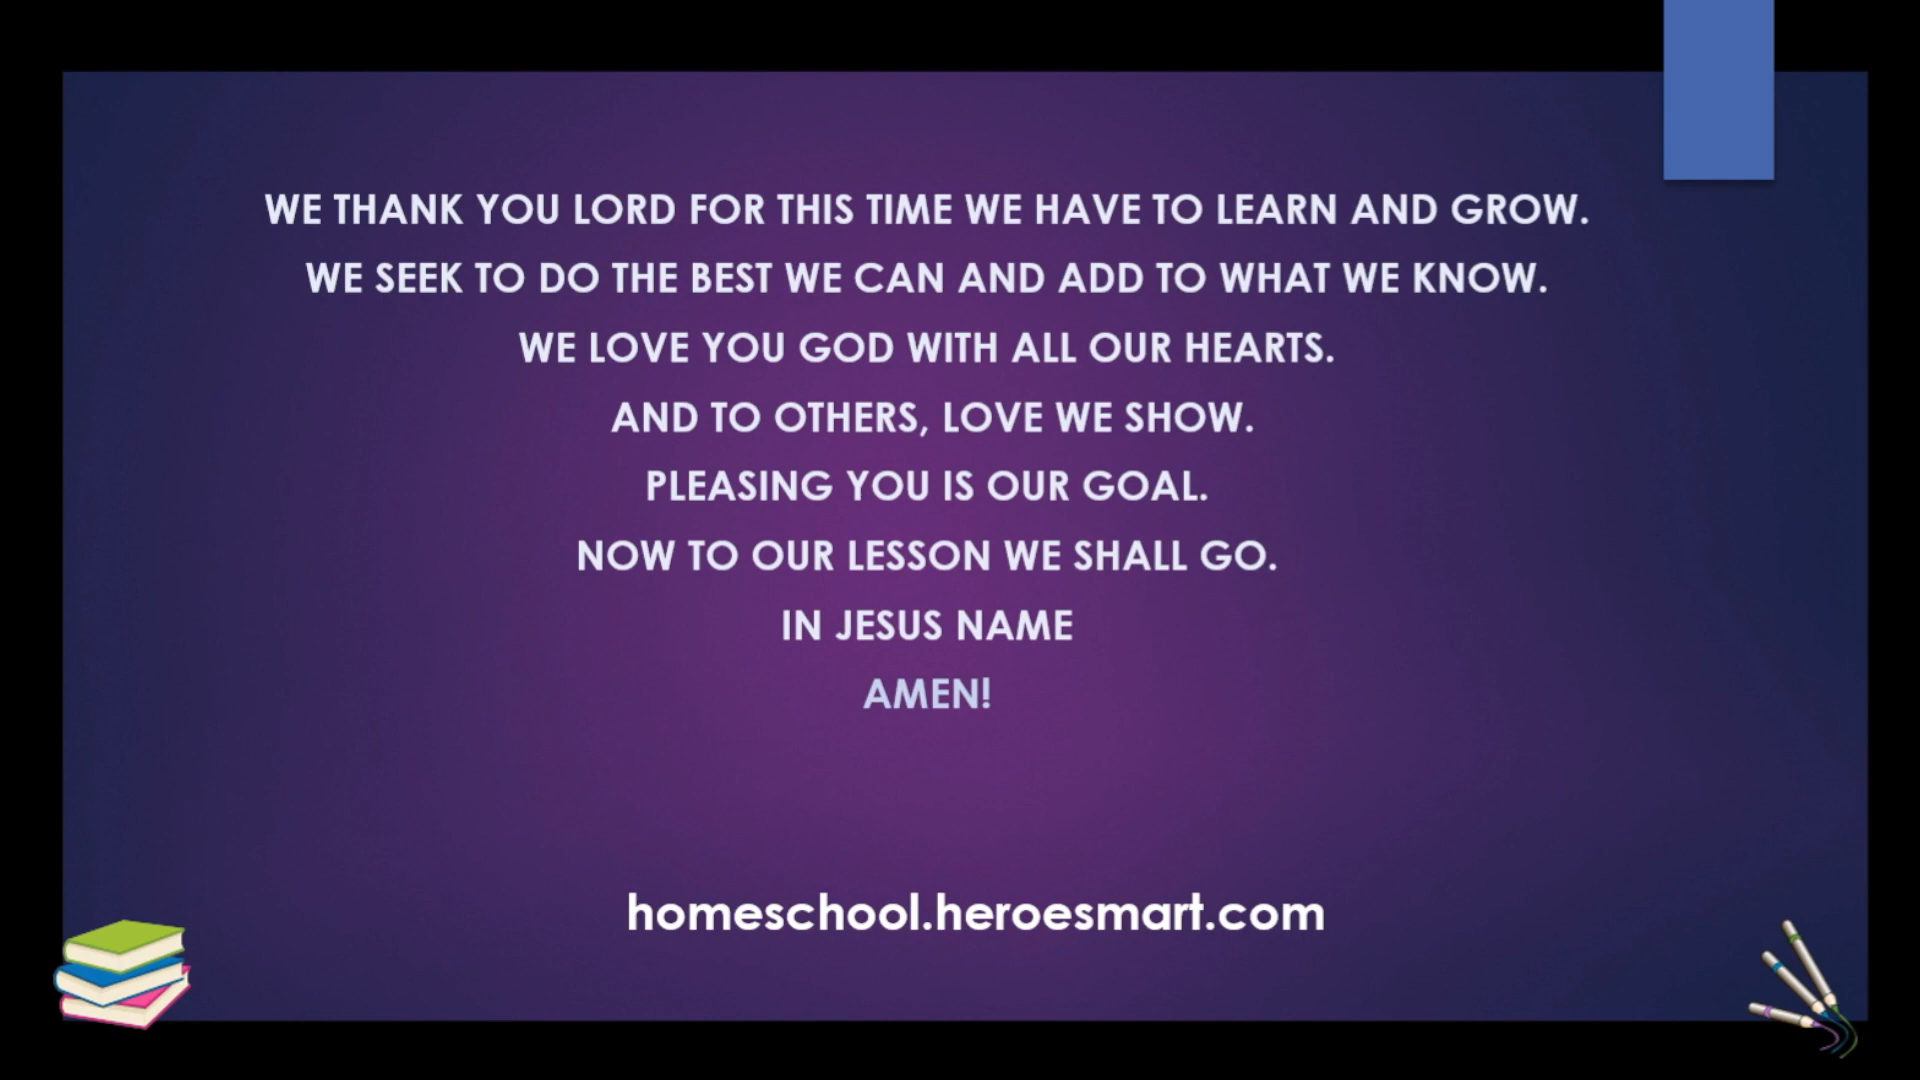 WE THANK YOU LORD FOR THIS TIME WE HAVE TO LEARN AND GROW.
WE SEEK TO DO THE BEST WE CAN AND ADD TO WHAT WE KNOW.
WE LOVE YOU GOD WITH ALL OUR HEARTS.
AND TO OTHERS, LOVE WE SHOW.
PLEASING YOU IS OUR GOAL.
NOW TO OUR LESSON WE SHALL GO.
IN JESUS NAME
AMEN!
homeschool.heroesmart.com